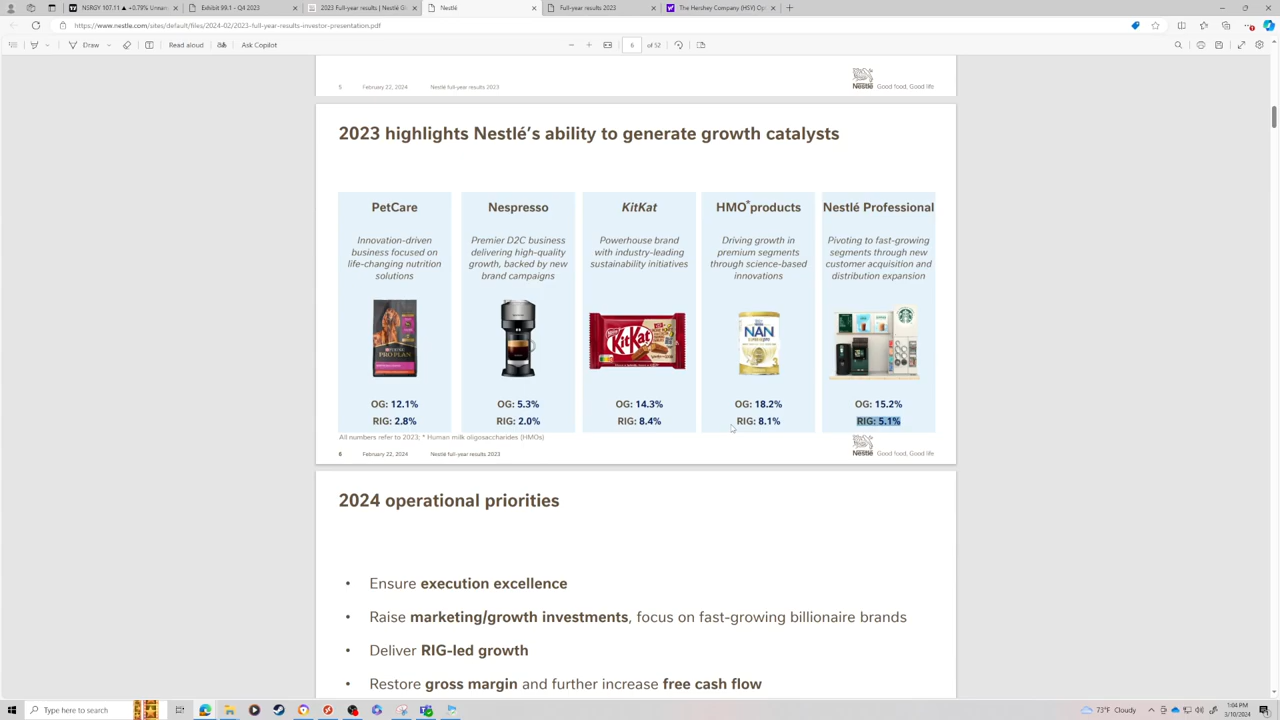 NSRGY 107.11 ▲ +0.79% Unnam
Exhibit 99.1 - Q4 2023
2023 Full-year results | Nestlé Gl
Nestlé
Full-year results 2023
The Hershey Company (HSY) Op
https://www.nestle.com/sites/default/files/2024-02/2023-full-year-results-investor-presentation.pdf
Draw
Read aloud
Ask Copilot
6 of 52
5 February 22, 2024 Nestlé full-year results 2023
Nestlé Good food, Good life
2023 highlights Nestlé's ability to generate growth catalysts
PetCare
Innovation-driven
business focused on
life-changing nutrition
solutions
PRO PLAN
OG: 12.1%
RIG: 2.8%
Nespresso
Premier D2C business
delivering high-quality
growth, backed by new
brand campaigns
OG: 5.3%
RIG: 2.0%
KitKat
Powerhouse brand
with industry-leading
sustainability initiatives
KitKat
OG: 14.3%
RIG: 8.4%
HMO* products
Driving growth in
premium segments
through science-based
innovations
NAN
OG: 18.2%
RIG: 8.1%
Nestlé Professional
Pivoting to fast-growing
segments through new
customer acquisition and
distribution expansion
OG: 15.2%
RIG: 5.1%
All numbers refer to 2023; * Human milk oligosaccharides (HMOs)
6 February 22, 2024 Nestlé full-year results 2023
Nestlé Good food, Good life
2024 operational priorities
• Ensure execution excellence
• Raise marketing/growth investments, focus on fast-growing billionaire brands
• Deliver RIG-led growth
• Restore gross margin and further increase free cash flow
Type here to search
73°F Cloudy
1:04 PM
3/10/2024